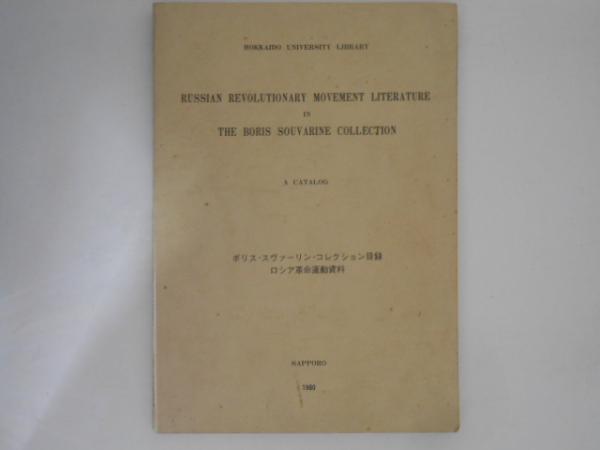 HOKKAIDO UNIVERSITY LIBRARY
RUSSIAN REVOLUTIONARY MOVEMENT LITERATURE
IN
THE BORIS SOUVARINE COLLECTION
A CATALOG
ボリス・スヴァーリン・コレクション目録
ロシア革命運動資料
SAPPORO
1980